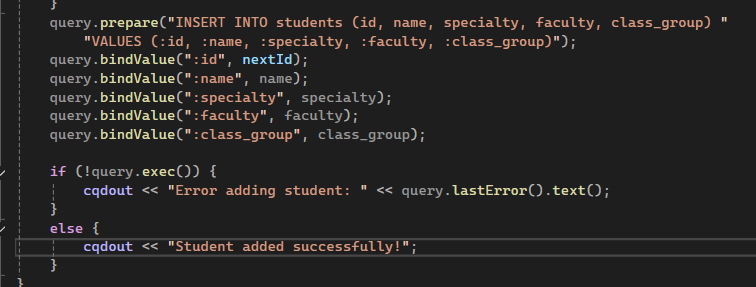 }
query.prepare("INSERT INTO students (id, name, specialty, faculty, class_group) "
"VALUES (:id, :name, :specialty, :faculty, :class_group)");
query.bindValue(":id", nextId);
query.bindValue(":name", name);
query.bindValue(":specialty", specialty);
query.bindValue(":faculty", faculty);
query.bindValue(":class_group", class_group);
if (!query.exec()) {
cqdout << "Error adding student: " << query.lastError().text();
}
else {
cqdout << "Student added successfully!";
}
}